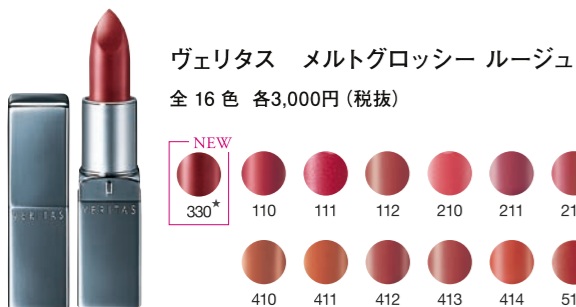 ヴェリタス　メルトグロッシー ルージュ
全 16 色 各3,000円（税抜）
NEW
330★ 110 111 112 210 211
410 411 412 413 414
VERITAS VERITAS